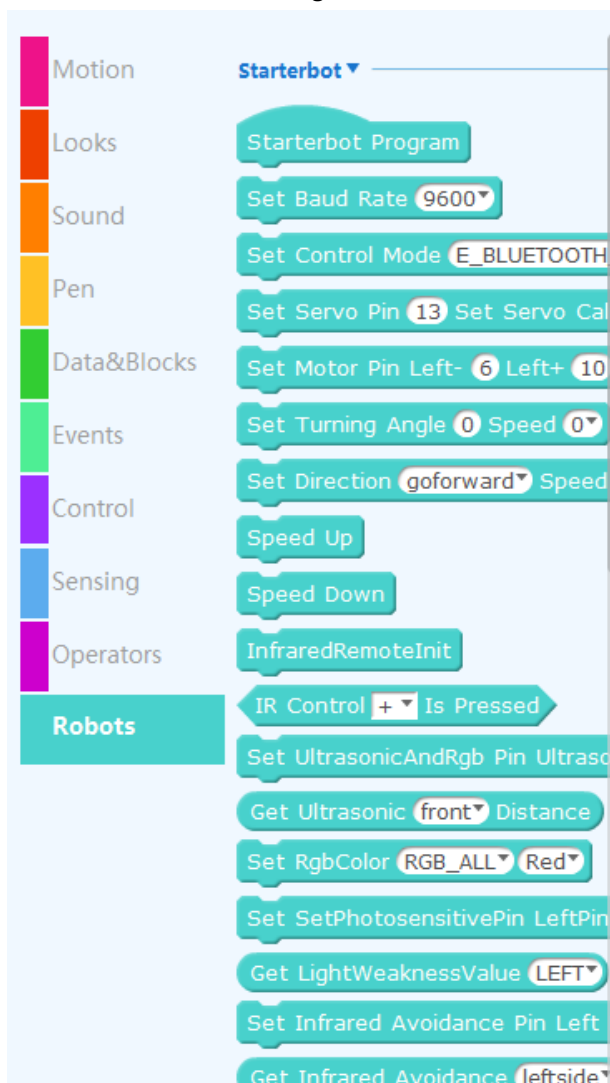 Motion
Looks
Sound
Pen
Data&Blocks
Events
Control
Sensing
Operators
Robots
Starterbot
Starterbot Program
Set Baud Rate 9600
Set Control Mode E_BLUETOOTH
Set Servo Pin 13 Set Servo Cal
Set Motor Pin Left- 6 Left+ 10
Set Turning Angle 0 Speed 0
Set Direction goforward Speed
Speed Up
Speed Down
InfraredRemoteInit
IR Control + Is Pressed
Set UltrasonicAndRgb Pin Ultraso
Get Ultrasonic front Distance
Set RgbColor RGB_ALL Red
Set SetPhotosensitivePin LeftPin
Get LightWeaknessValue LEFT
Set Infrared Avoidance Pin Left
Get Infrared Avoidance leftside